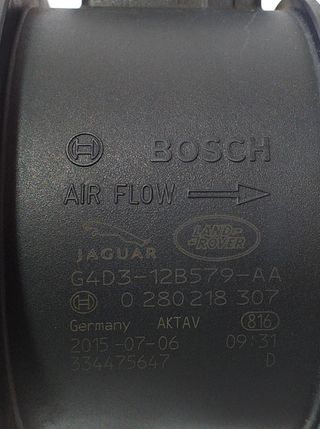 BOSCH
AIR FLOW
JAGUAR
LAND-
-ROVER
G4D3-12B579-AA
0 280 218 307
Germany AKTAV 816
2015-07-06 09:31
334475647 D